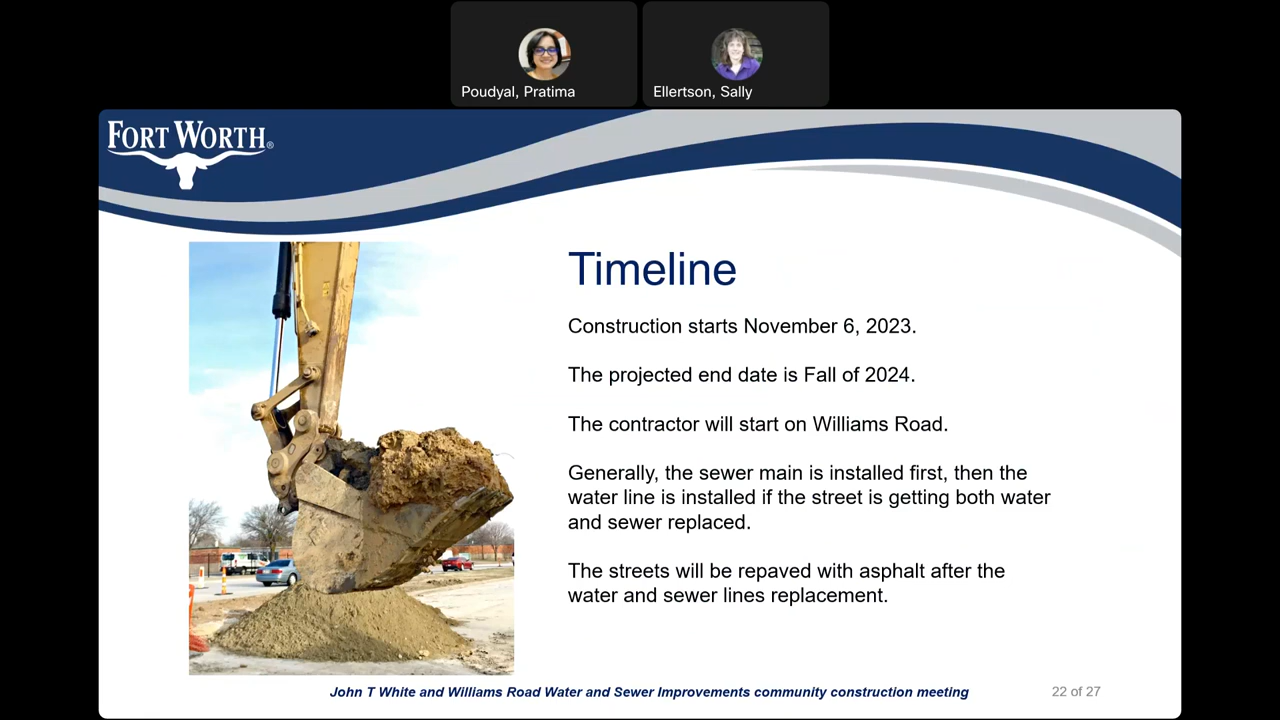 Poudyal, Pratima
Ellertson, Sally
FORT WORTH®
Timeline
Construction starts November 6, 2023.
The projected end date is Fall of 2024.
The contractor will start on Williams Road.
Generally, the sewer main is installed first, then the
water line is installed if the street is getting both water
and sewer replaced.
The streets will be repaved with asphalt after the
water and sewer lines replacement.
John T White and Williams Road Water and Sewer Improvements community construction meeting
22 of 27